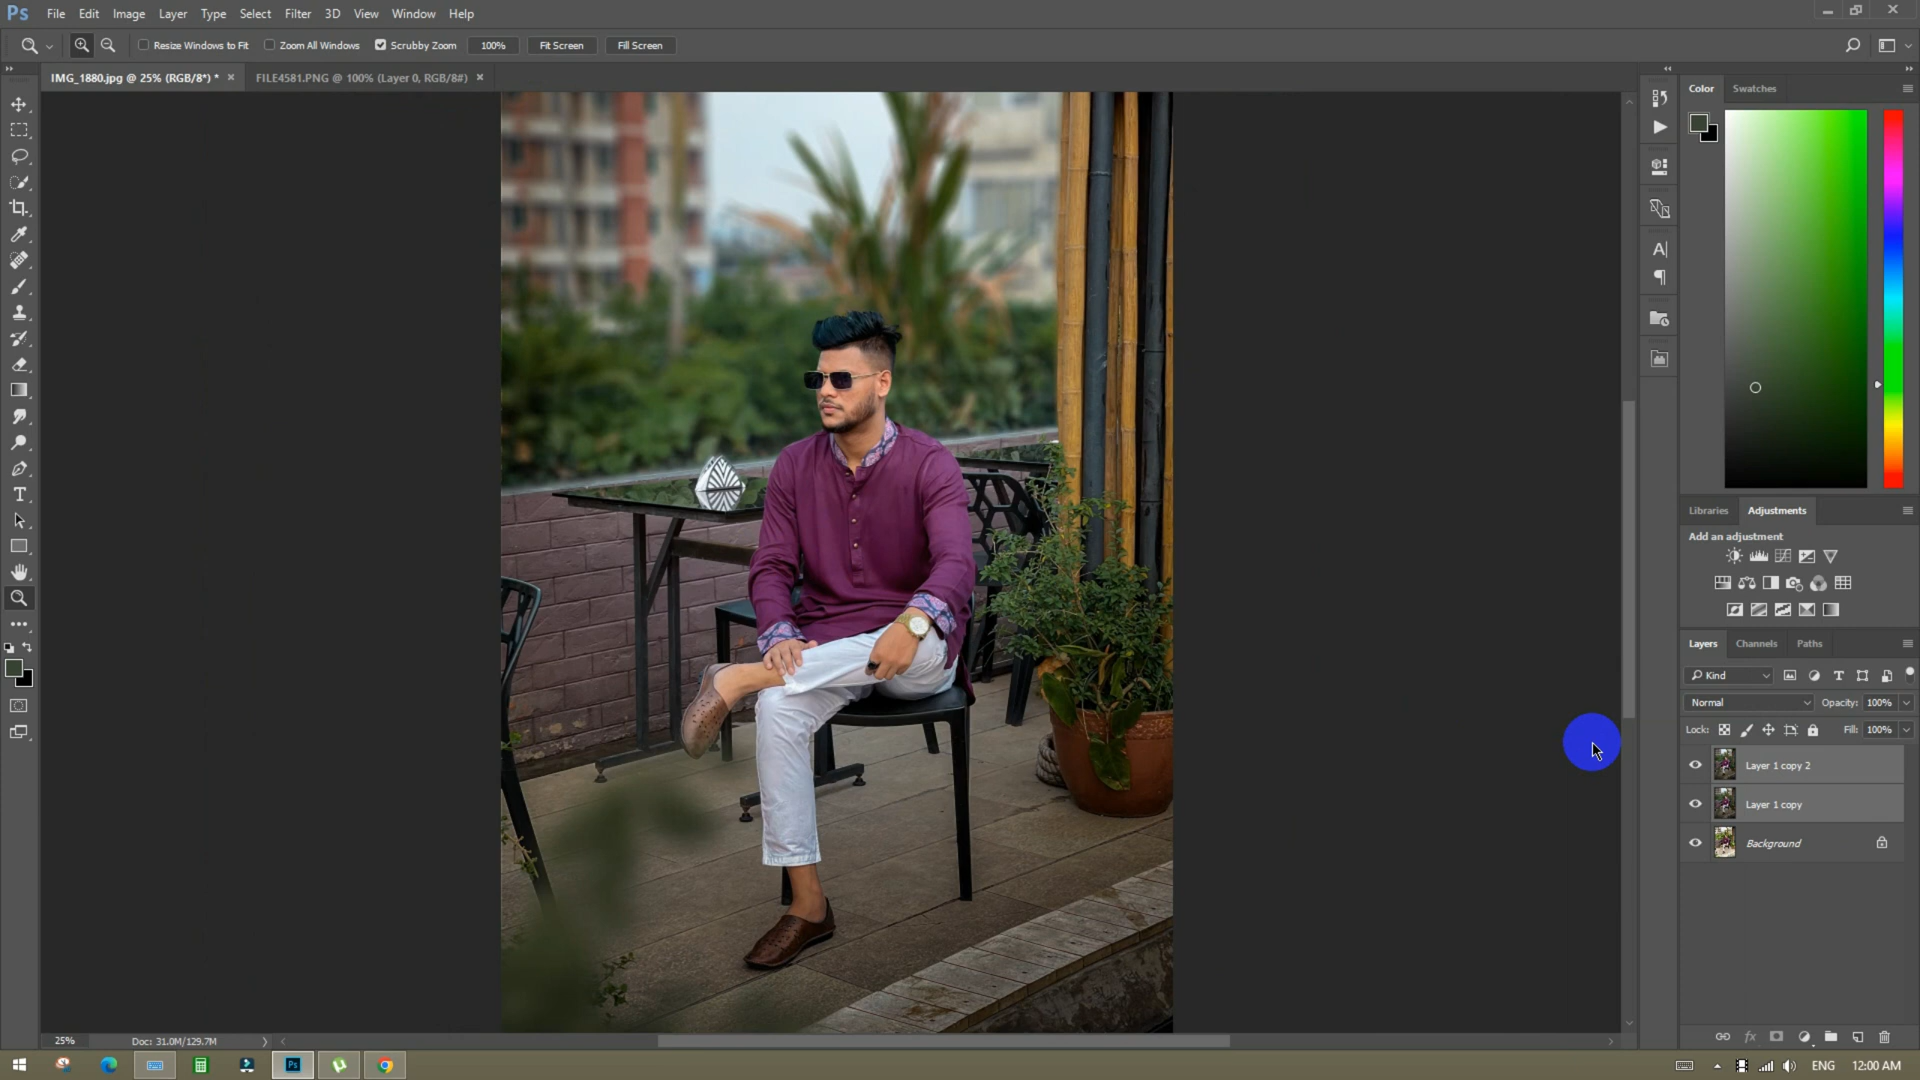 Ps File Edit Image Layer Type Select Filter 3D View Window Help
Resize Windows to Fit Zoom All Windows Scrubby Zoom 100% Fit Screen Fill Screen
IMG_1880.jpg @ 25% (RGB/8*) * × FILE4581.PNG @ 100% (Layer 0, RGB/8#) ×
Color Swatches
Libraries Adjustments
Add an adjustment
Layers Channels Paths
Kind
Normal Opacity: 100%
Lock: Fill: 100%
Layer 1 copy 2
Layer 1 copy
Background
fx
25% Doc: 31.0M/129.7M
Ps ENG 12:00 AM